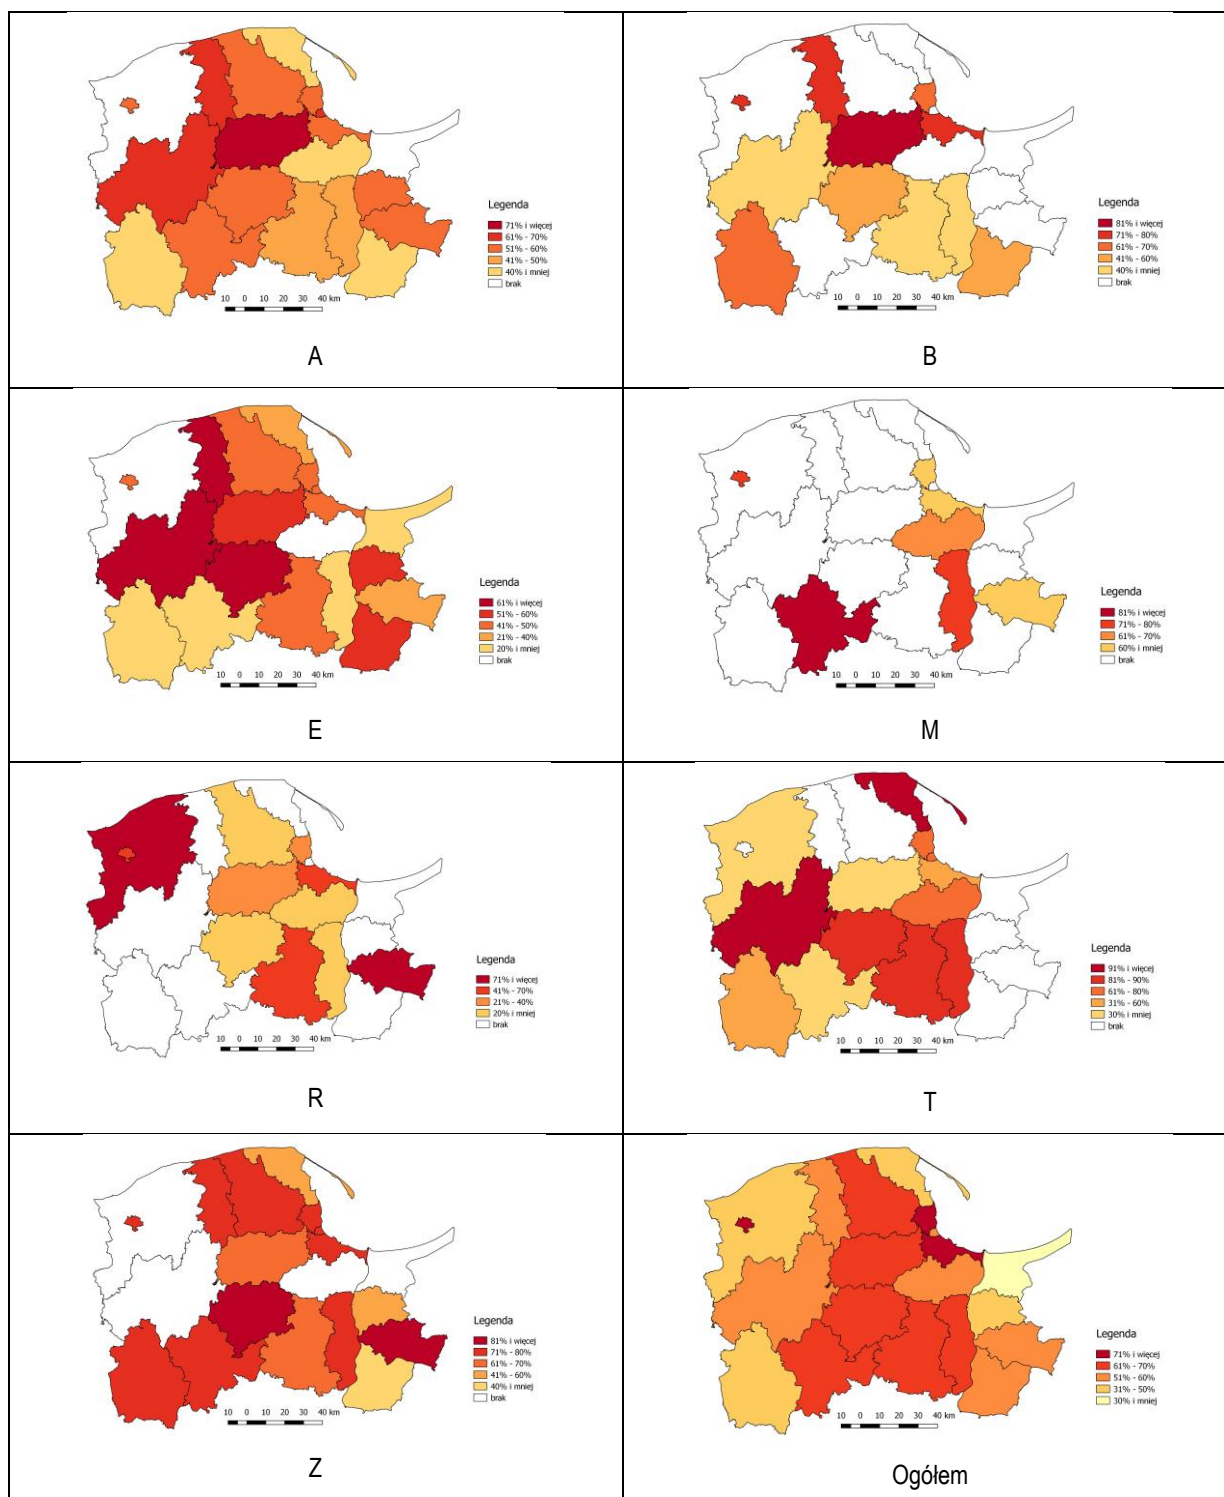 Legenda
71% i więcej
61% - 70%
51% - 60%
41% - 50%
40% i mniej
brak
10 0 10 20 30 40 km
A
Legenda
81% i więcej
71% - 80%
61% - 70%
41% - 60%
40% i mniej
brak
10 0 10 20 30 40 km
B
Legenda
61% i więcej
51% - 60%
41% - 50%
21% - 40%
20% i mniej
brak
10 0 10 20 30 40 km
E
Legenda
81% i więcej
71% - 80%
61% - 70%
60% i mniej
brak
10 0 10 20 30 40 km
M
Legenda
71% i więcej
41% - 70%
21% - 40%
20% i mniej
brak
10 0 10 20 30 40 km
R
Legenda
91% i więcej
81% - 90%
61% - 80%
31% - 60%
30% i mniej
brak
10 0 10 20 30 40 km
T
Legenda
81% i więcej
71% - 80%
61% - 70%
41% - 60%
40% i mniej
brak
10 0 10 20 30 40 km
Z
Legenda
71% i więcej
61% - 70%
51% - 60%
31% - 50%
30% i mniej
10 0 10 20 30 40 km
Ogółem